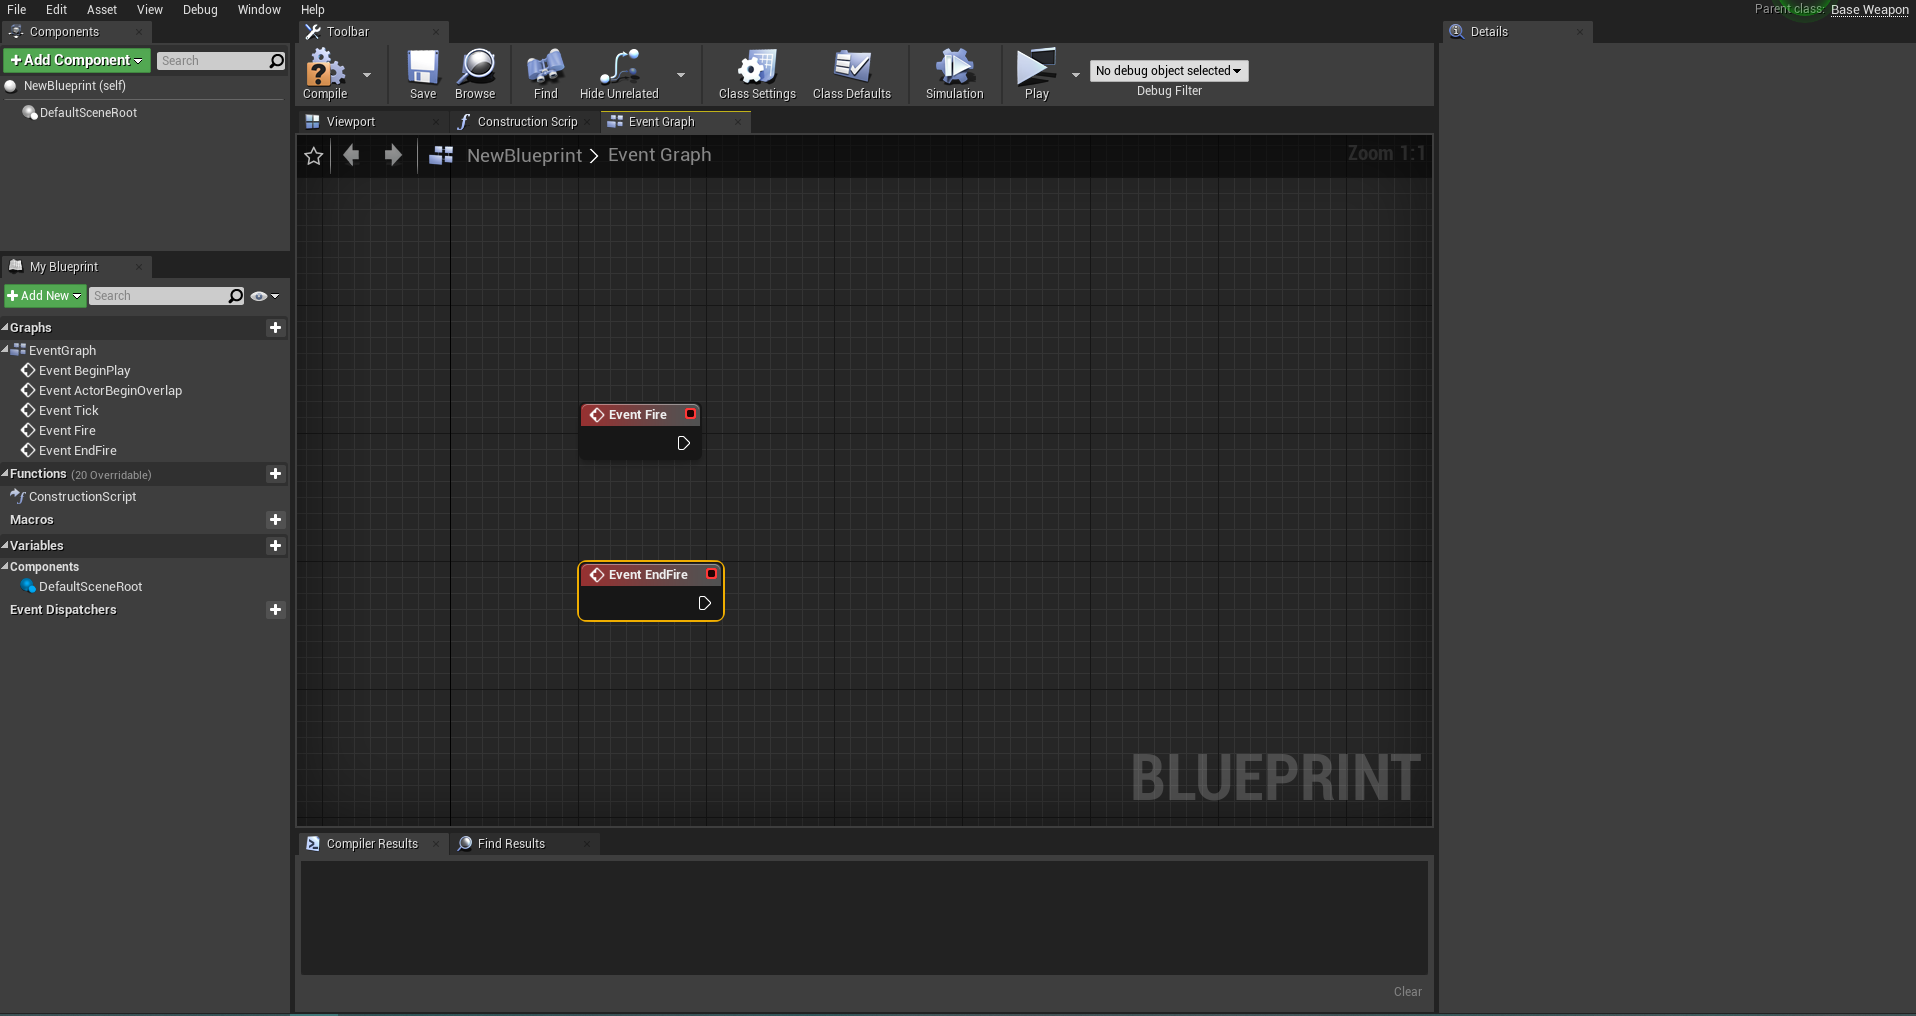 File Edit Asset View Debug Window Help
Parent class: Base Weapon
Components
Toolbar
Details
Add Component
Search
NewBlueprint (self)
DefaultSceneRoot
Compile
Save
Browse
Find
Hide Unrelated
Class Settings
Class Defaults
Simulation
Play
No debug object selected
Debug Filter
Viewport
Construction Scrip
Event Graph
NewBlueprint > Event Graph
Zoom 1:1
My Blueprint
Add New
Search
Graphs
EventGraph
Event BeginPlay
Event ActorBeginOverlap
Event Tick
Event Fire
Event EndFire
Functions (20 Overridable)
ConstructionScript
Macros
Variables
Components
DefaultSceneRoot
Event Dispatchers
Event Fire
Event EndFire
BLUEPRINT
Compiler Results
Find Results
Clear